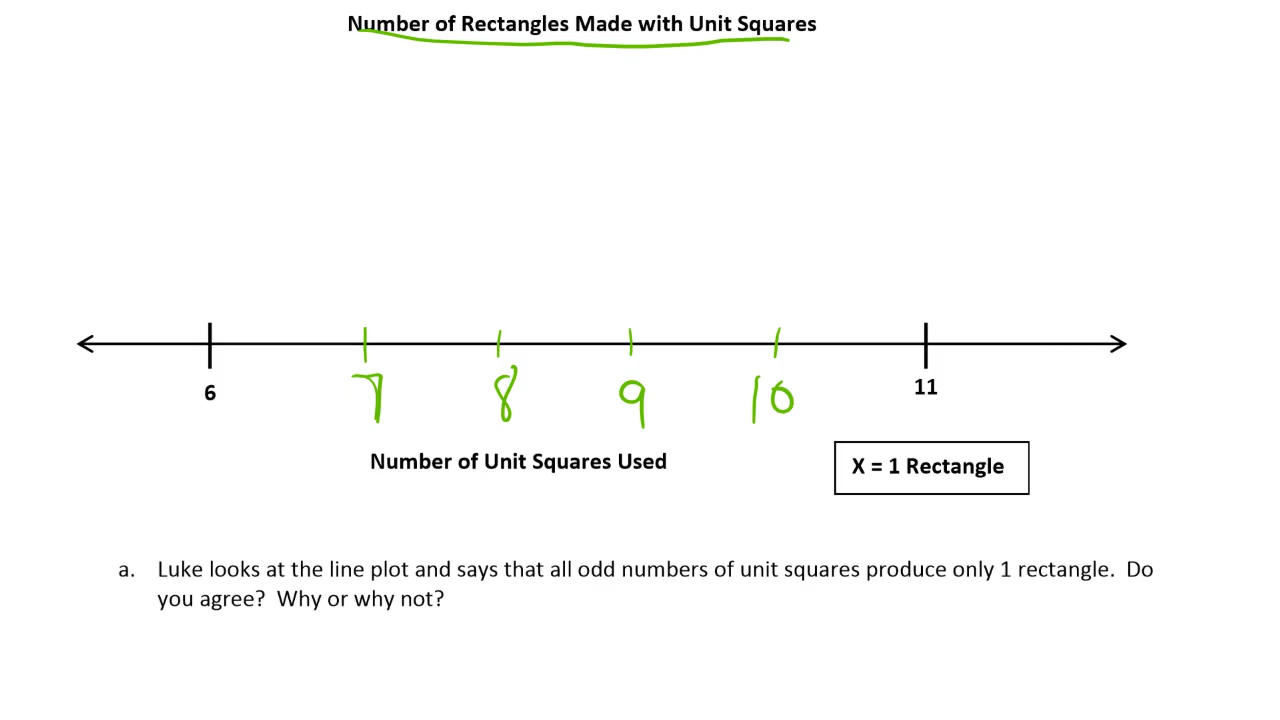 Number of Rectangles Made with Unit Squares
6 7 8 9 10 11
Number of Unit Squares Used
X = 1 Rectangle
a. Luke looks at the line plot and says that all odd numbers of unit squares produce only 1 rectangle. Do
you agree? Why or why not?